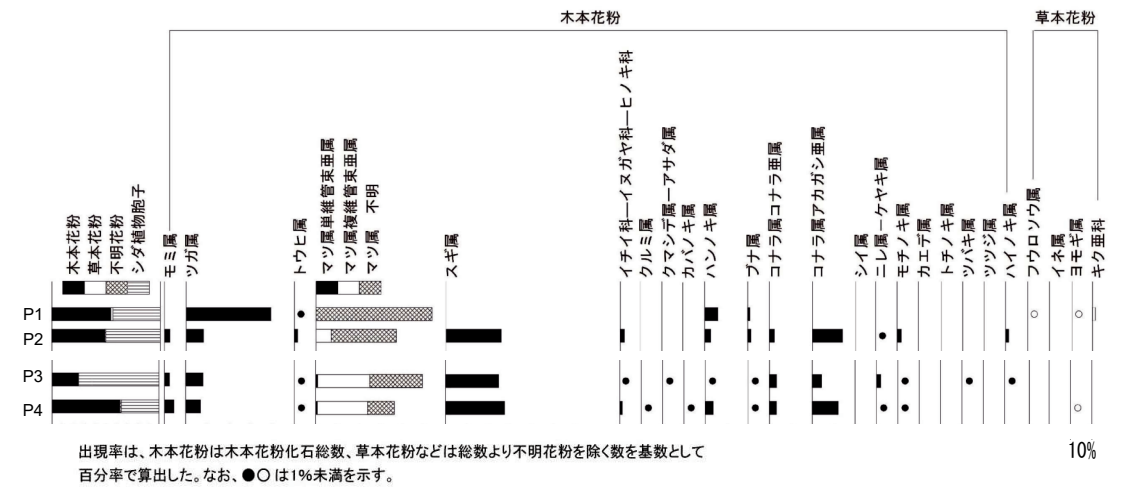 木本花粉
草本花粉
木本花粉
草本花粉
不明花粉
シダ植物胞子
モミ属
ツガ属
トウヒ属
マツ属単維管束亜属
マツ属複維管束亜属
マツ属 不明
スギ属
イチイ科―イヌガヤ科―ヒノキ科
クルミ属
クマシデ属―アサダ属
カバノキ属
ハンノキ属
ブナ属
コナラ属コナラ亜属
コナラ属アカガシ亜属
シイ属
ニレ属―ケヤキ属
モチノキ属
カエデ属
トチノキ属
ツバキ属
ツツジ属
ハイノキ属
フウロソウ属
イネ属
ヨモギ属
キク亜科
P1
P2
P3
P4
出現率は、木本花粉は木本花粉化石総数、草本花粉などは総数より不明花粉を除く数を基数として
百分率で算出した。なお、●○は1%未満を示す。
10%